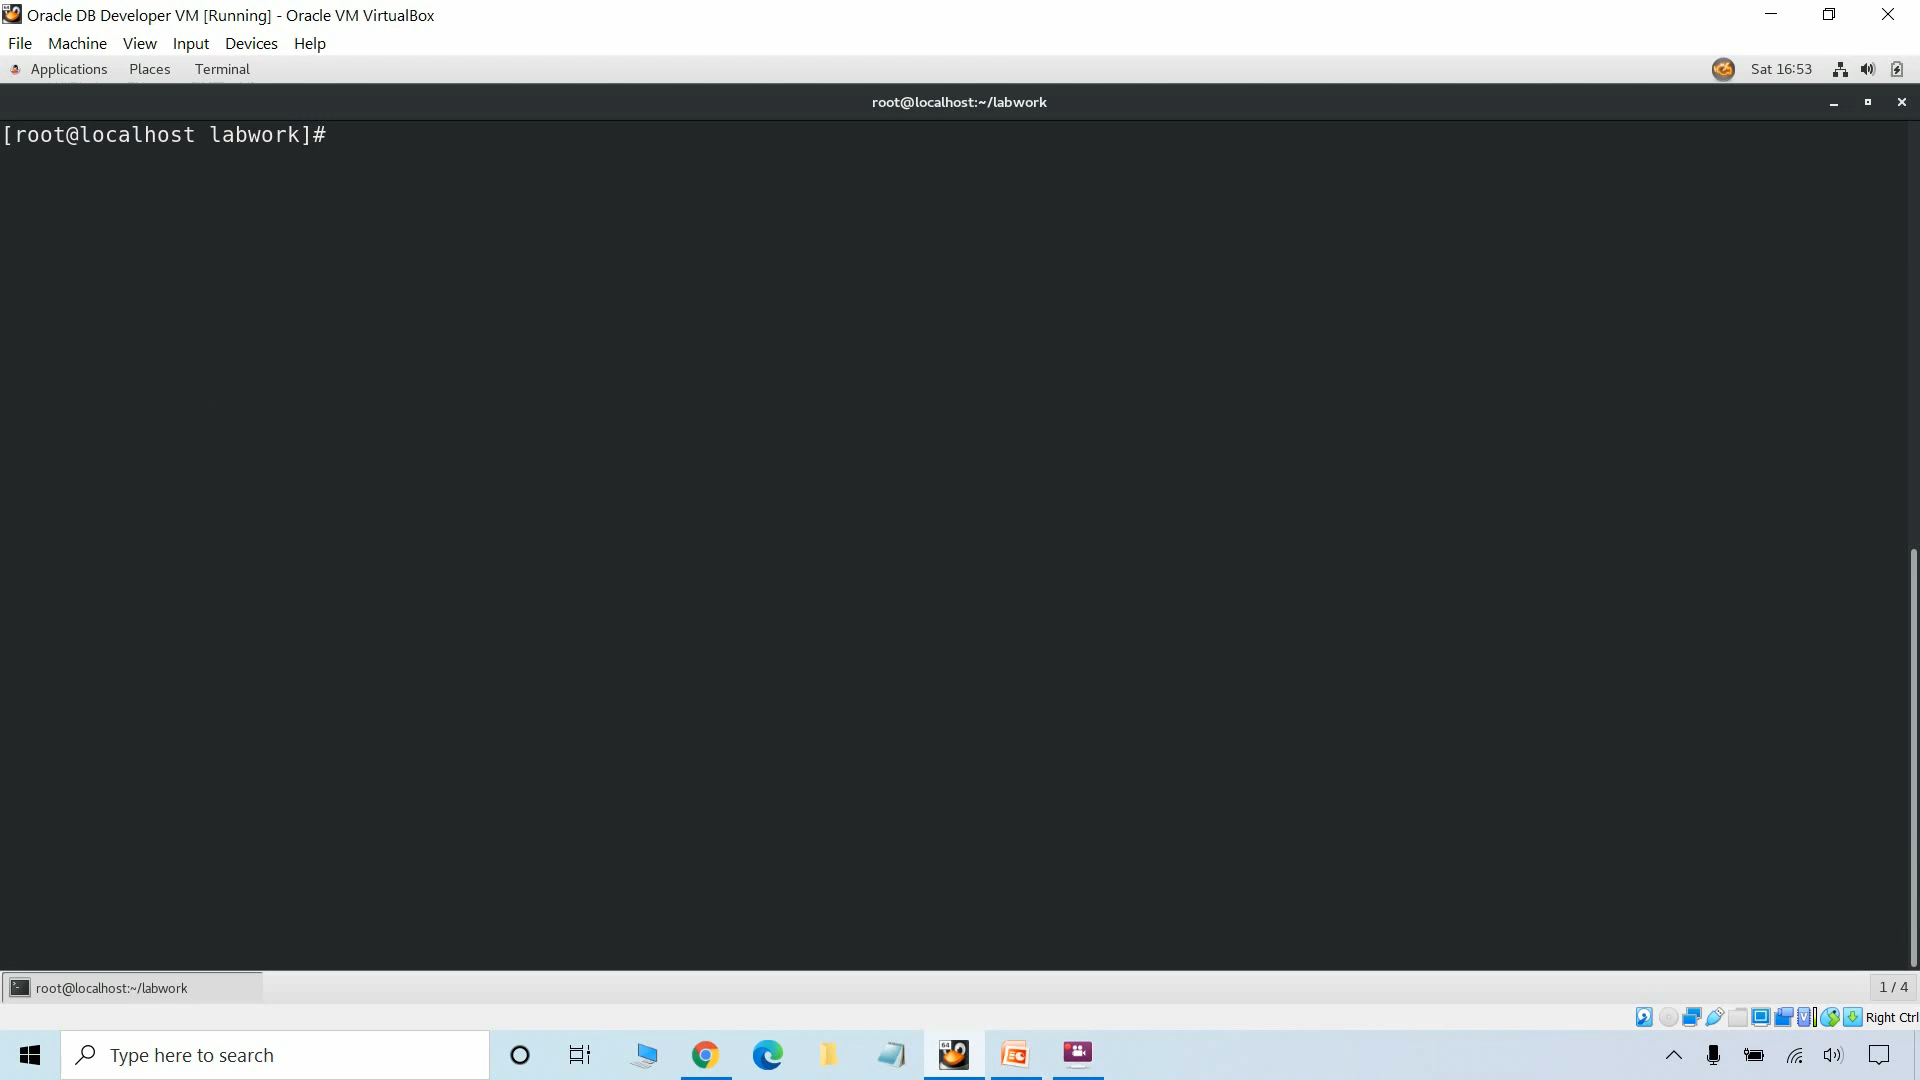 Oracle DB Developer VM [Running] - Oracle VM VirtualBox
File Machine View Input Devices Help
Applications Places Terminal Sat 16:53
root@localhost:~/labwork
[root@localhost labwork]#
root@localhost:~/labwork 1 / 4
Right Ctrl
Type here to search